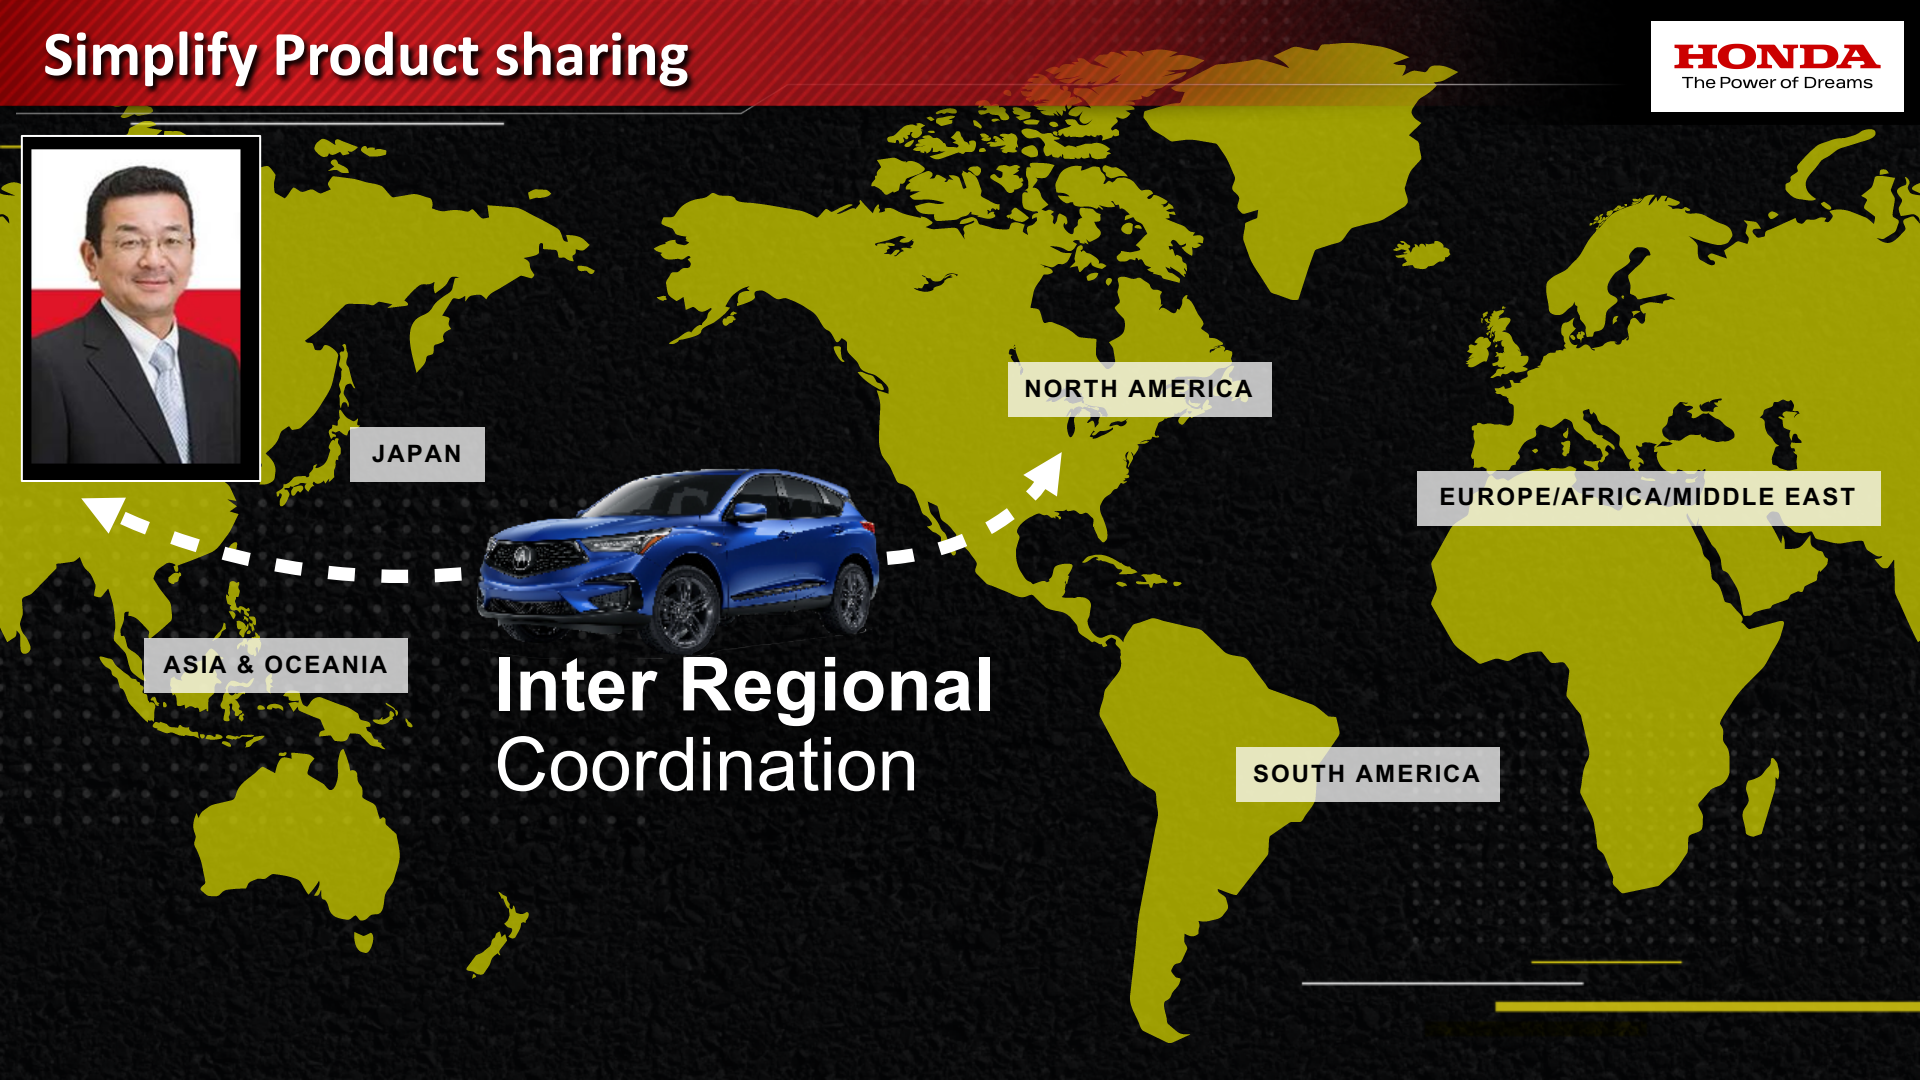 Simplify Product sharing
HONDA
The Power of Dreams
NORTH AMERICA
JAPAN
EUROPE/AFRICA/MIDDLE EAST
ASIA & OCEANIA
Inter Regional
Coordination
SOUTH AMERICA